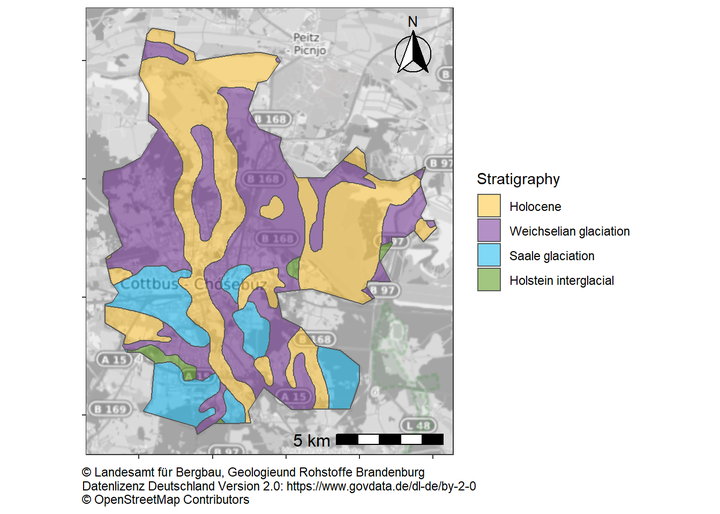 N
Peitz
- Picnjo
B
B 168
B 97
B 168
B 168
97
Cottbus - Chóśebuz
B 97
B 168
A 15
A 15
B 169
L 48
B 97
5 km
Stratigraphy
Holocene
Weichselian glaciation
Saale glaciation
Holstein interglacial
© Landesamt für Bergbau, Geologieund Rohstoffe Brandenburg
Datenlizenz Deutschland Version 2.0: https://www.govdata.de/dl-de/by-2-0
© OpenStreetMap Contributors